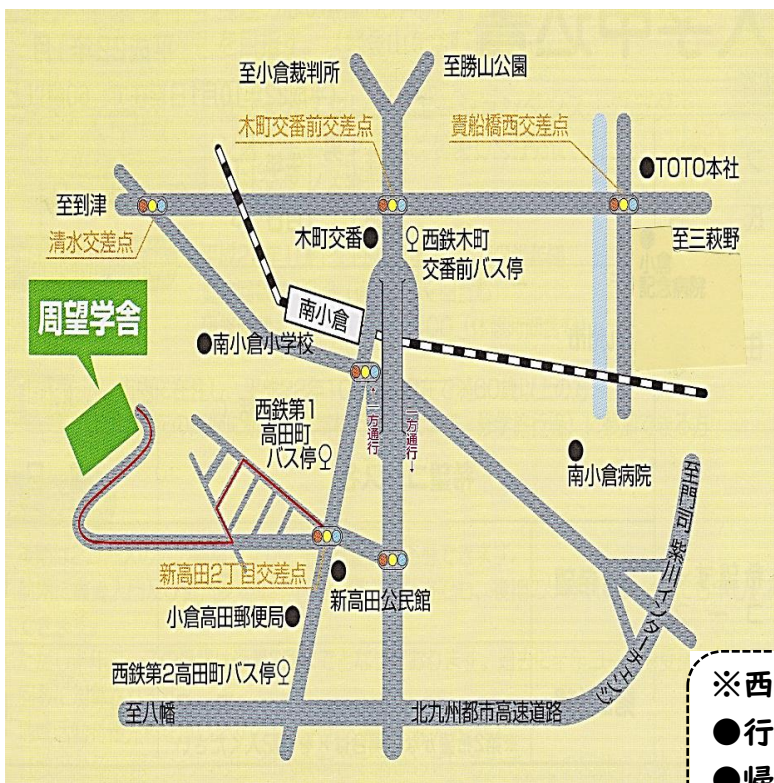 至小倉裁判所
至勝山公園
木町交番前交差点
貴船橋西交差点
TOTO本社
至到津
清水交差点
木町交番
西鉄木町
交番前バス停
至三萩野
周望学舎
南小倉
南小倉小学校
西鉄第1
高田町
バス停
一方通行→
二方通行→
南小倉病院
至門司
紫川インターチェンジ
新高田2丁目交差点
新高田公民館
小倉高田郵便局
西鉄第2高田町バス停
至八幡
北九州都市高速道路
※西
●行
●帰